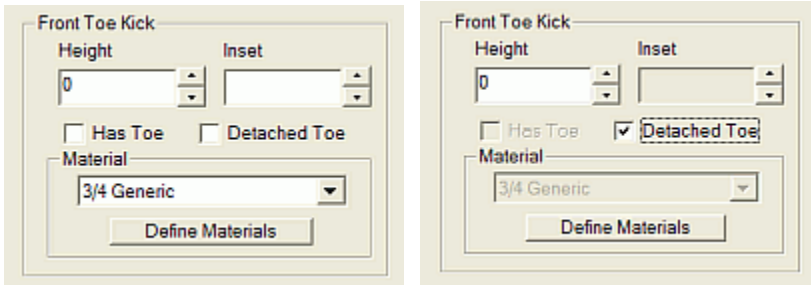 Front Toe Kick
Height Inset
0
Has Toe Detached Toe
Material
3/4 Generic
Define Materials
Front Toe Kick
Height Inset
0
Has Toe Detached Toe
Material
3/4 Generic
Define Materials